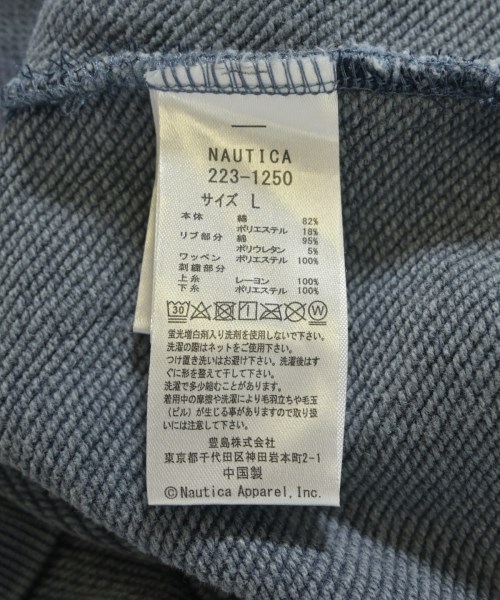 NAUTICA
223-1250
サイズ L
本体 綿 82%
ポリエステル 18%
リブ部分 綿 95%
ポリウレタン 5%
ワッペン ポリエステル 100%
刺繍部分
上糸 レーヨン 100%
下糸 ポリエステル 100%
30 W
蛍光増白剤入り洗剤を使用しないで下さい。
洗濯の際はネットをご使用下さい。
つけ置き洗いはお避け下さい。洗濯後はす
ぐに形を整えて干して下さい。
洗濯で多少縮むことがあります。
着用中の摩擦や洗濯により毛羽立ちや毛玉
(ピル)が生じる事がありますので取り扱
いには注意して下さい。
豊島株式会社
東京都千代田区神田岩本町2-1
中国製
©Nautica Apparel, Inc.